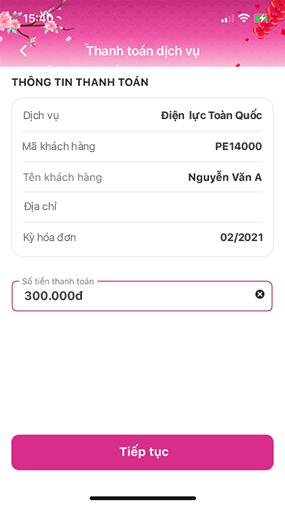 15:40
Thanh toán dịch vụ
THÔNG TIN THANH TOÁN
Dịch vụ Điện lực Toàn Quốc
Mã khách hàng PE14000
Tên khách hàng Nguyễn Văn A
Địa chỉ
Kỳ hóa đơn 02/2021
Số tiền thanh toán
300.000đ
Tiếp tục